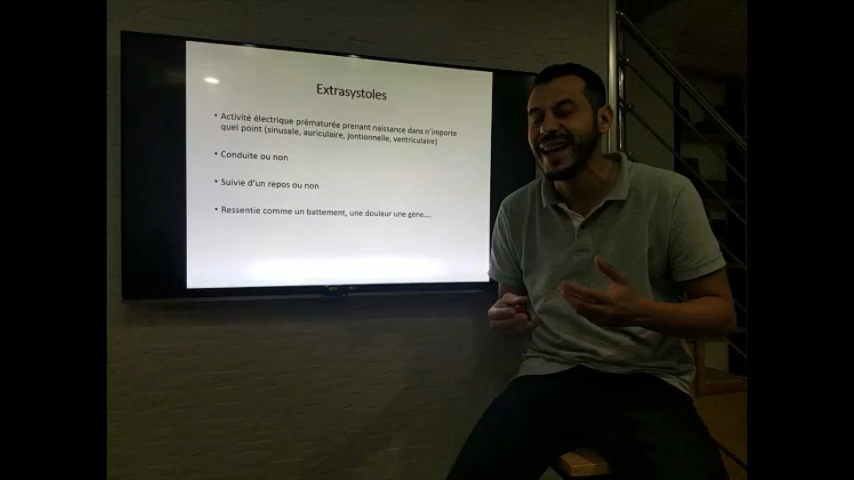 Extrasystoles
• Activité électrique prématurée prenant naissance dans n'importe
quel point (sinusale, auriculaire, jontionnelle, ventriculaire)
• Conduite ou non
• Suivie d'un repos ou non
• Ressentie comme un battement, une douleur une gene....